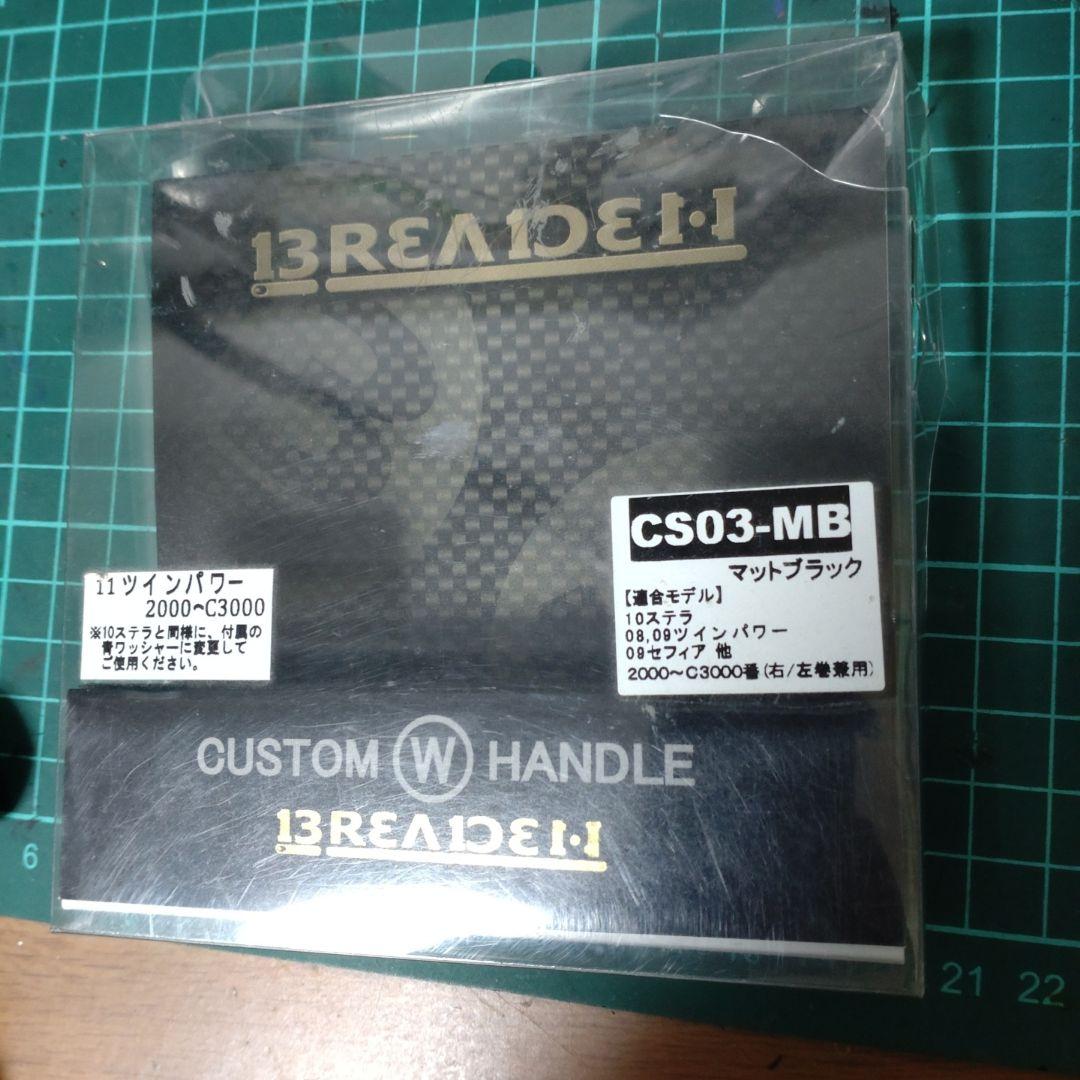 13REA1DEN
CS03-MB
マットブラック
【適合モデル】
10ステラ
08,09ツインパワー
09セフィア 他
2000～C3000番(右/左巻兼用)
11ツインパワー
2000~C3000
※10ステラと同様に、付属の
青ワッシャーに変更して
ご使用ください。
CUSTOM W HANDLE
13REA1DEN
6
21 22